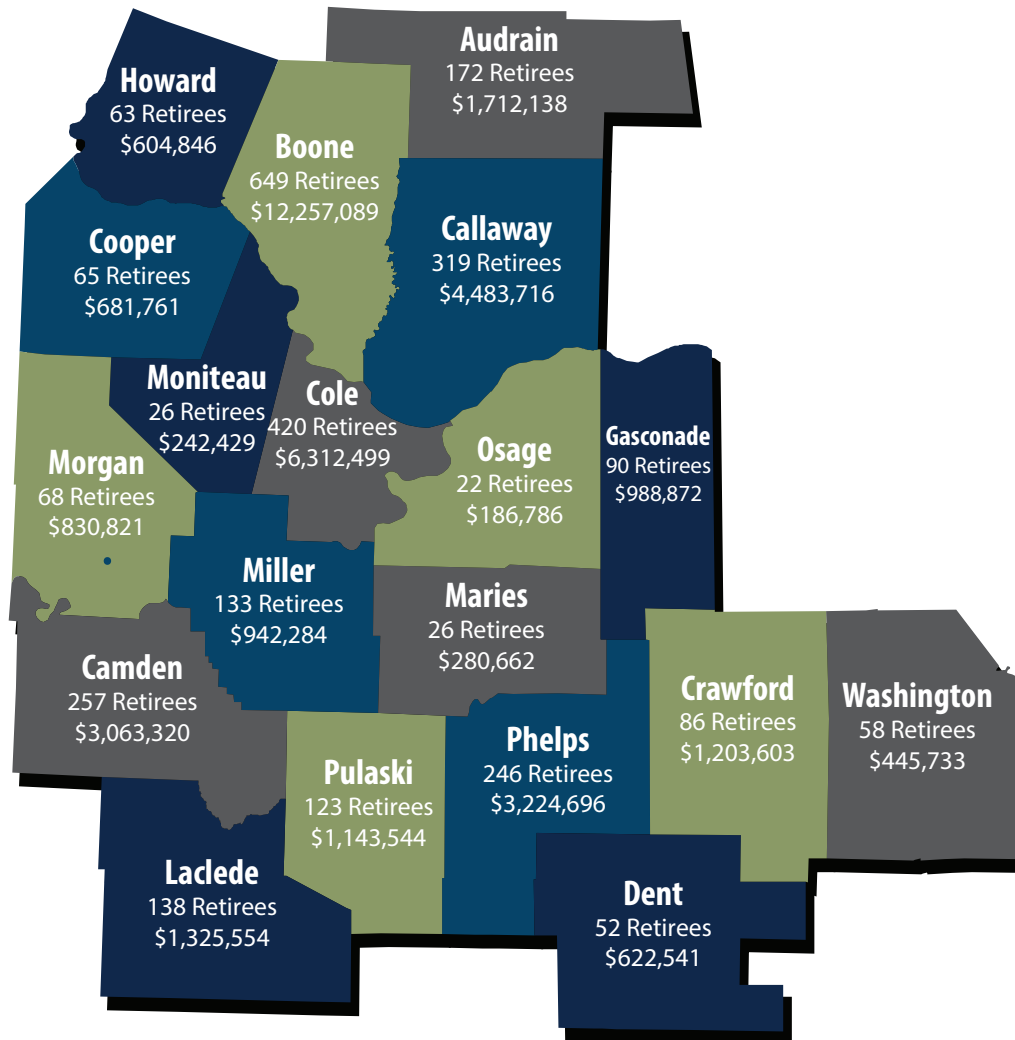 Audrain
172 Retirees
$1,712,138
Howard
63 Retirees
$604,846
Boone
649 Retirees
$12,257,089
Callaway
319 Retirees
$4,483,716
Cooper
65 Retirees
$681,761
Moniteau
26 Retirees
$242,429
Cole
420 Retirees
$6,312,499
Osage
22 Retirees
$186,786
Gasconade
90 Retirees
$988,872
Morgan
68 Retirees
$830,821
Miller
133 Retirees
$942,284
Maries
26 Retirees
$280,662
Camden
257 Retirees
$3,063,320
Crawford
86 Retirees
$1,203,603
Washington
58 Retirees
$445,733
Phelps
246 Retirees
$3,224,696
Pulaski
123 Retirees
$1,143,544
Laclede
138 Retirees
$1,325,554
Dent
52 Retirees
$622,541